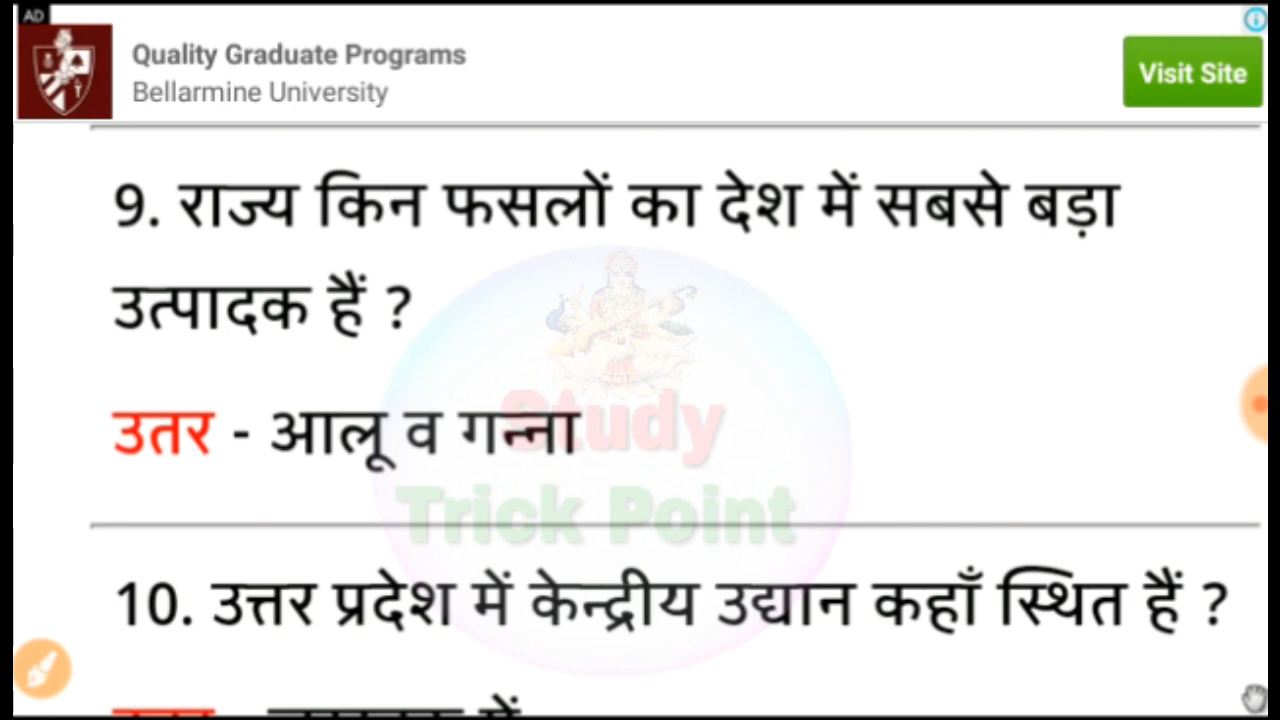 AD
Quality Graduate Programs
Bellarmine University
Visit Site
9. राज्य किन फसलों का देश में सबसे बड़ा
उत्पादक हैं ?
उतर - आलू व गन्ना
Study
Trick Point
10. उत्तर प्रदेश में केन्द्रीय उद्यान कहाँ स्थित हैं ?